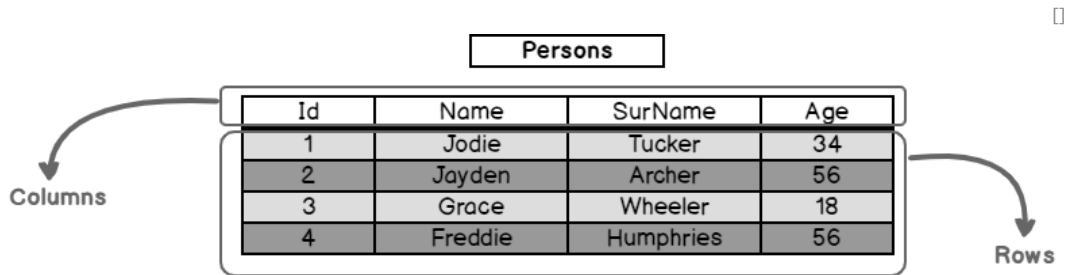 Persons
Id Name SurName Age
1 Jodie Tucker 34
2 Jayden Archer 56
Columns
3 Grace Wheeler 18
4 Freddie Humphries 56
Rows